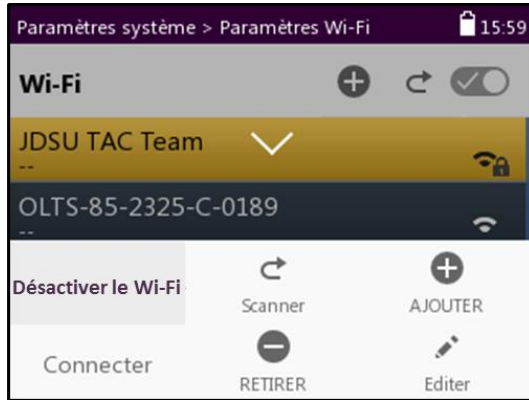 Paramètres système > Paramètres Wi-Fi 15:59
Wi-Fi
JDSU TAC Team
--
OLTS-85-2325-C-0189
--
Désactiver le Wi-Fi
Scanner
AJOUTER
Connecter
RETIRER
Editer